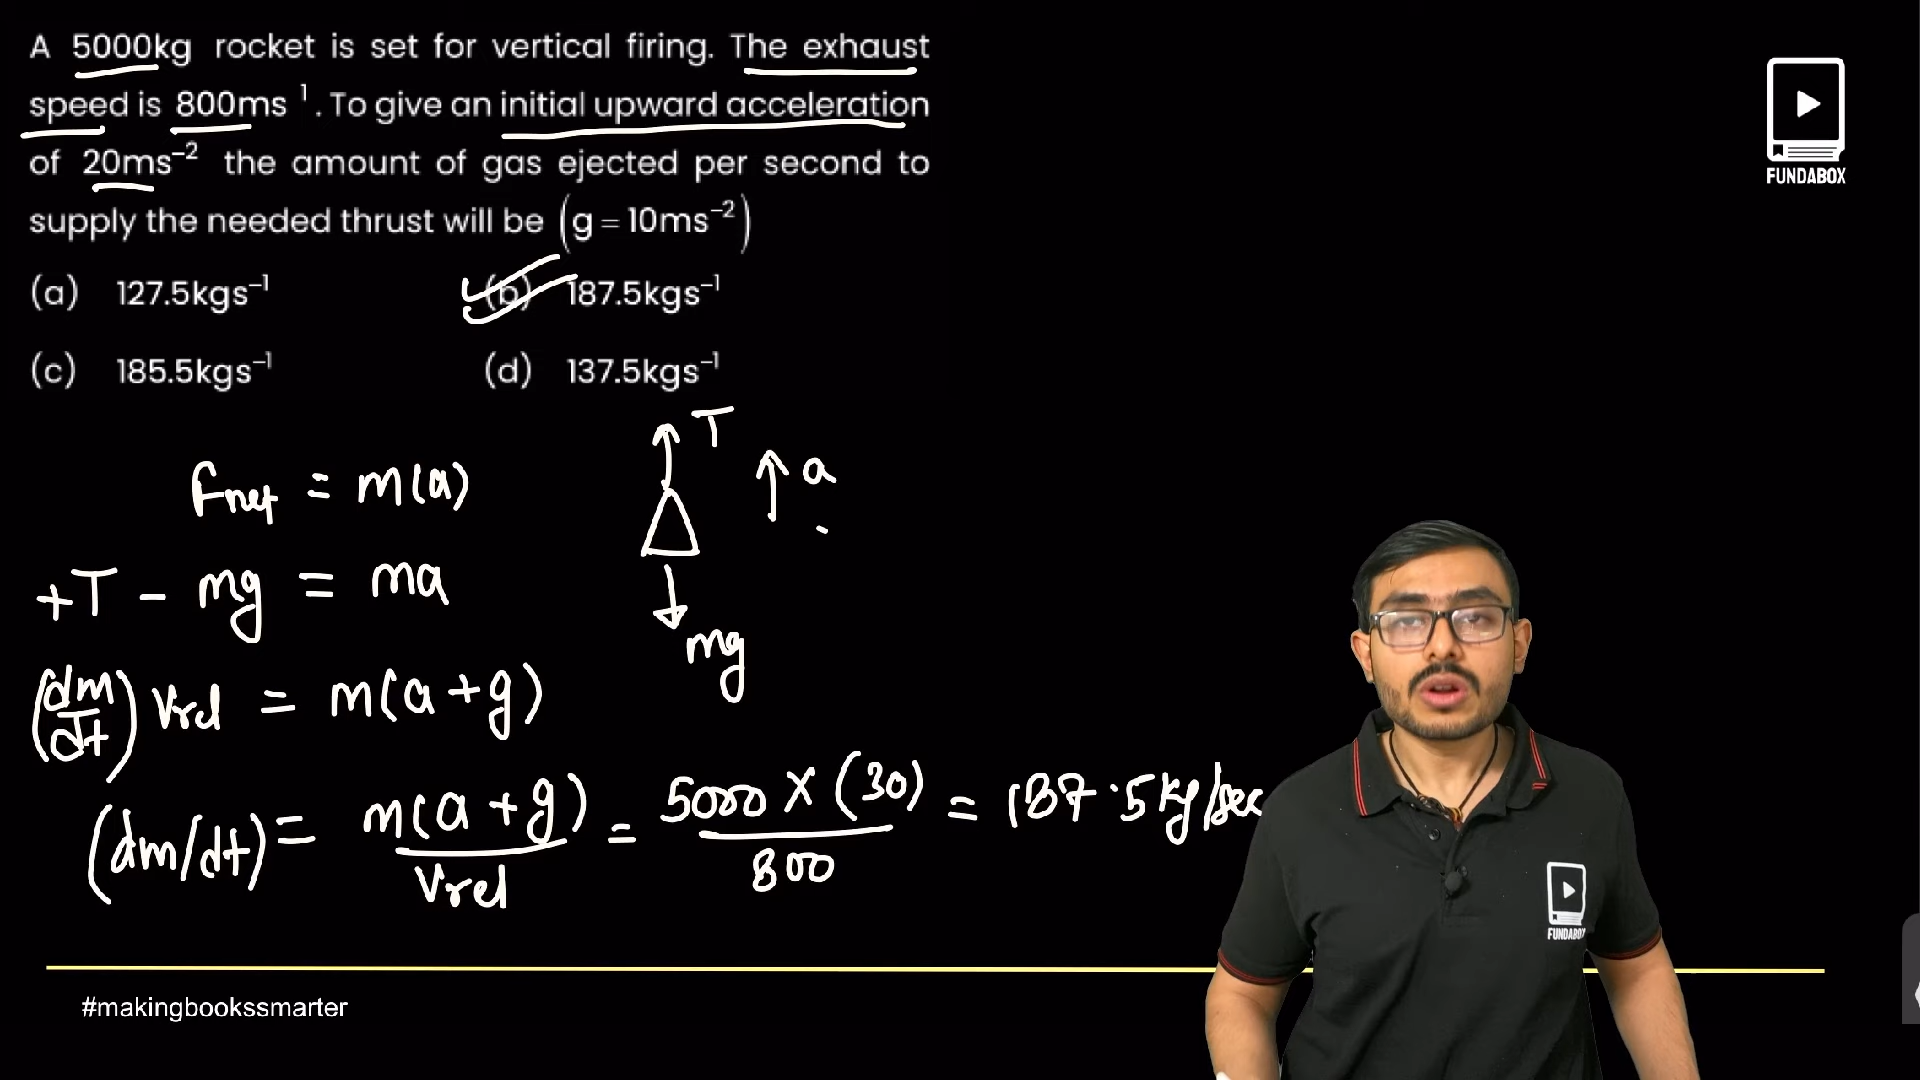 A 5000kg rocket is set for vertical firing. The exhaust
speed is 800ms ¹. To give an initial upward acceleration
of 20ms⁻² the amount of gas ejected per second to
supply the needed thrust will be (g = 10ms⁻²)
(a) 127.5kgs⁻¹ (b) 187.5kgs⁻¹
(c) 185.5kgs⁻¹ (d) 137.5kgs⁻¹
FUNDABOX
T
a
Fnet = m(a)
+T - mg = ma
mg
(dm/dt) Vrel = m(a+g)
(dm/dt) = m(a+g)/Vrel = 5000 × (30)/800 = 187.5 kg/sec
FUNDABOX
#makingbookssmarter